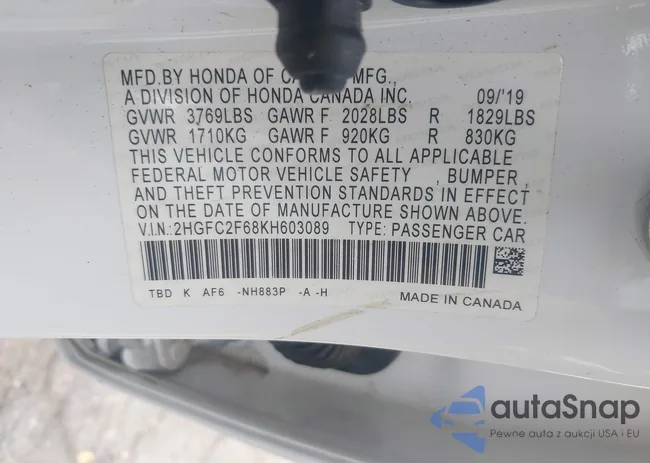 MFD.BY HONDA OF MFG.,
A DIVISION OF HONDA CANADA INC. 09/'19
GVWR 3769LBS GAWR F 2028LBS R 1829LBS
GVWR 1710KG GAWR F 920KG R 830KG
THIS VEHICLE CONFORMS TO ALL APPLICABLE
FEDERAL MOTOR VEHICLE SAFETY , BUMPER ,
AND THEFT PREVENTION STANDARDS IN EFFECT
ON THE DATE OF MANUFACTURE SHOWN ABOVE.
V.I.N.:2HGFC2F68KH603089 TYPE: PASSENGER CAR
TBD K AF6 -NH883P -A -H
MADE IN CANADA
autoSnap
Pewne auta z aukcji USA i EU